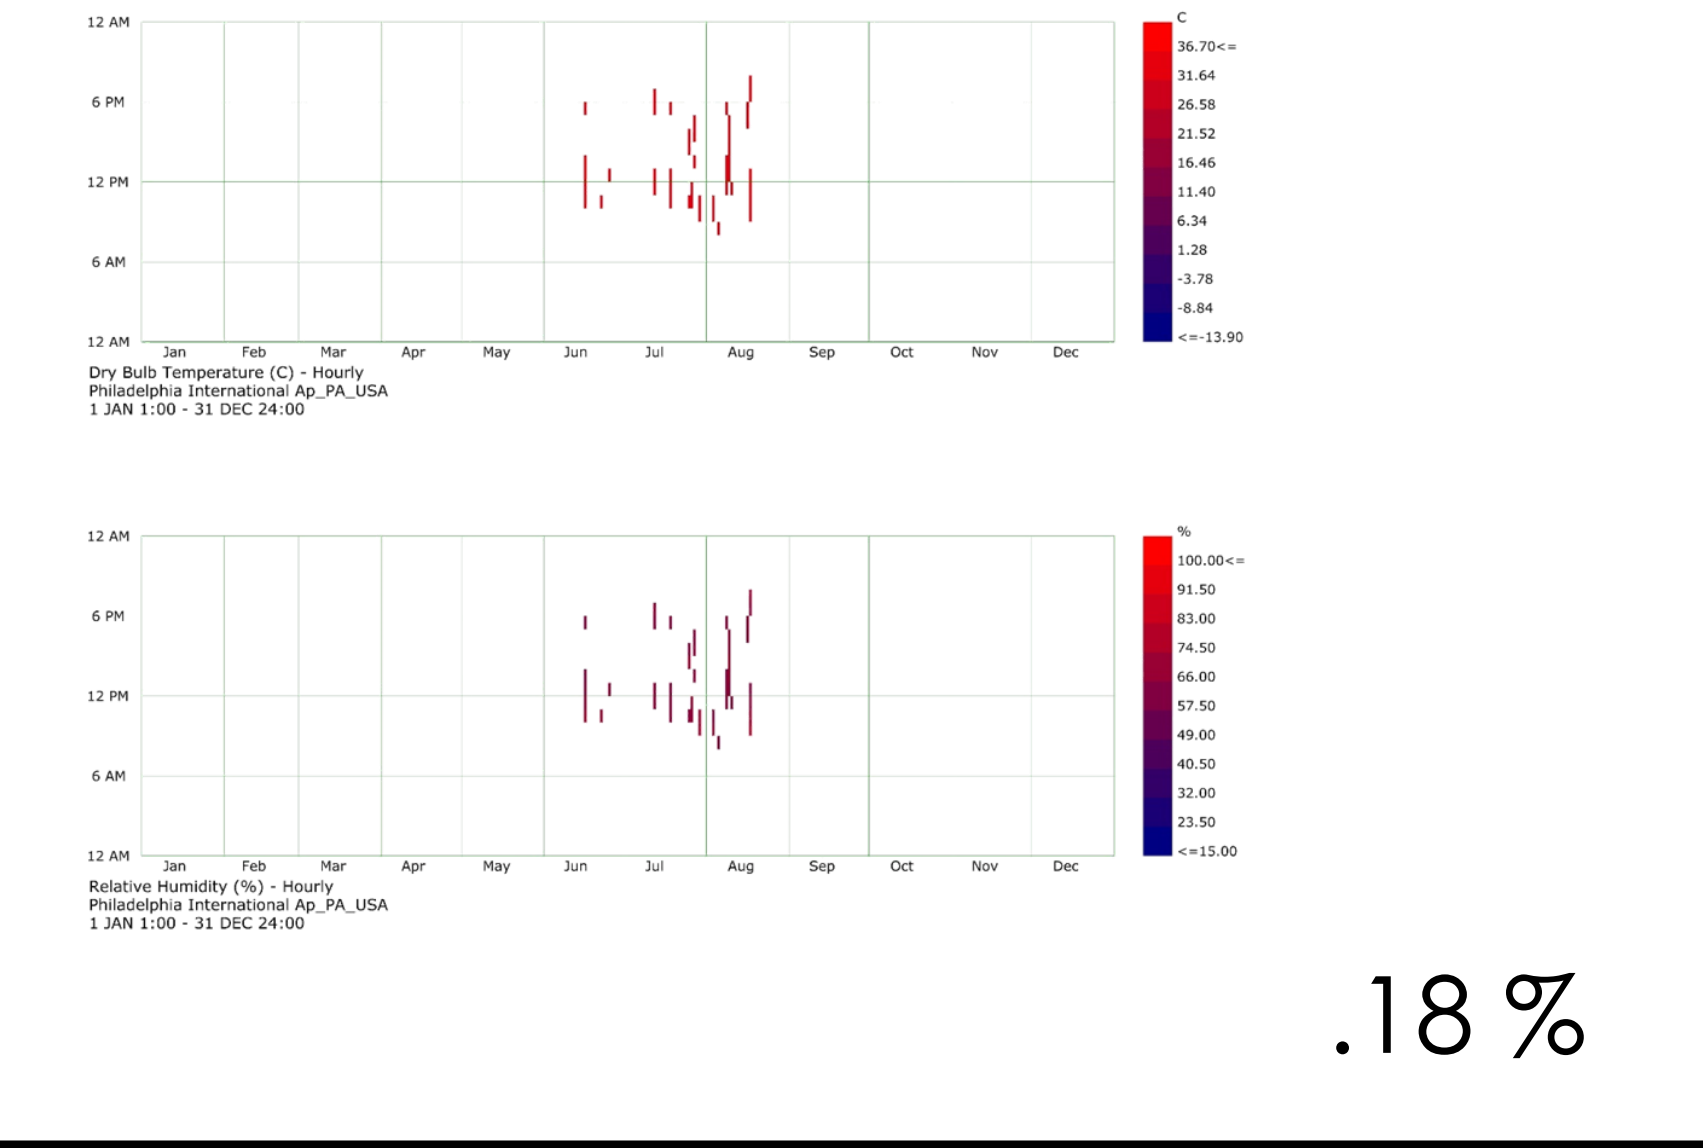 C
12 AM
6 PM
12 PM
6 AM
12 AM
36.70<=
31.64
26.58
21.52
16.46
11.40
6.34
1.28
-3.78
-8.84
<=-13.90
Jan Feb Mar Apr May Jun Jul Aug Sep Oct Nov Dec
Dry Bulb Temperature (C) - Hourly
Philadelphia International Ap_PA_USA
1 JAN 1:00 - 31 DEC 24:00
%
12 AM
6 PM
12 PM
6 AM
12 AM
100.00<=
91.50
83.00
74.50
66.00
57.50
49.00
40.50
32.00
23.50
<=15.00
Jan Feb Mar Apr May Jun Jul Aug Sep Oct Nov Dec
Relative Humidity (%) - Hourly
Philadelphia International Ap_PA_USA
1 JAN 1:00 - 31 DEC 24:00
.18 %